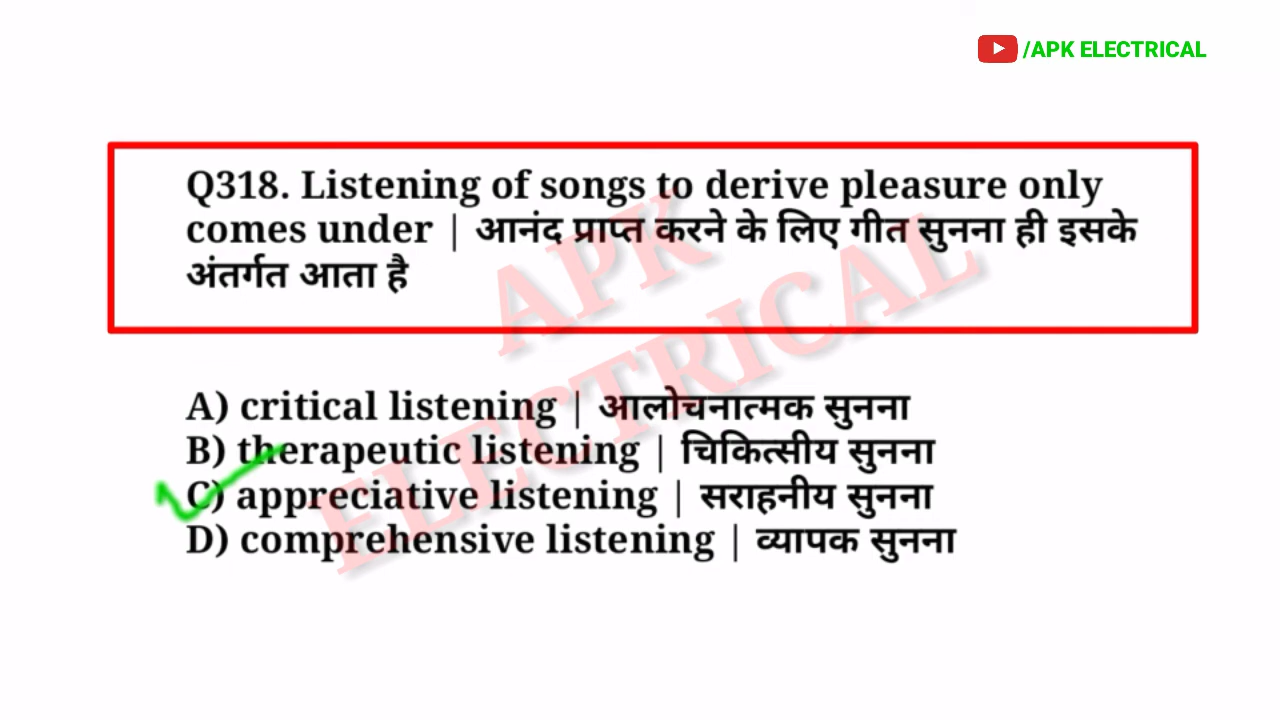 /APK ELECTRICAL
Q318. Listening of songs to derive pleasure only
comes under | आनंद प्राप्त करने के लिए गीत सुनना ही इसके
अंतर्गत आता है
APK
ELECTRICAL
A) critical listening | आलोचनात्मक सुनना
B) therapeutic listening | चिकित्सीय सुनना
C) appreciative listening | सराहनीय सुनना
D) comprehensive listening | व्यापक सुनना